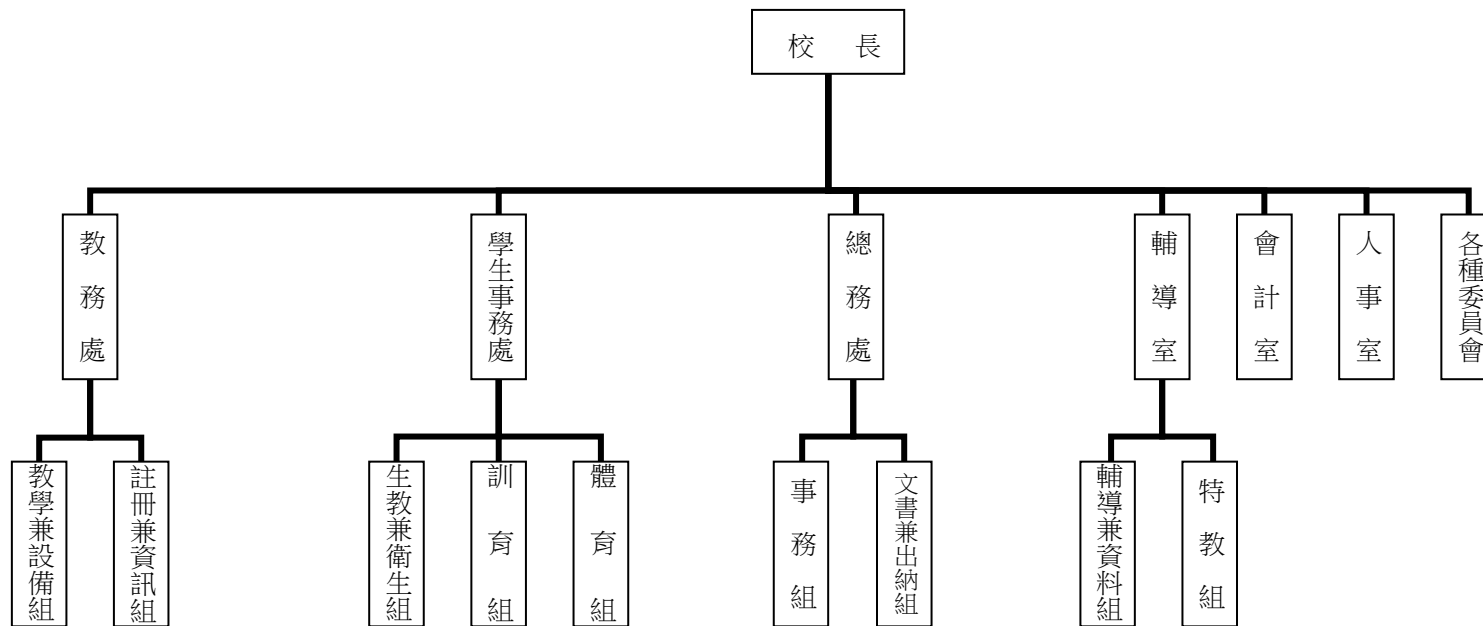 校長
教務處
學生事務處
總務處
輔導室
會計室
人事室
各種委員會
教學兼設備組
註冊兼資訊組
生教兼衛生組
訓育組
體育組
事務組
文書兼出納組
輔導兼資料組
特教組